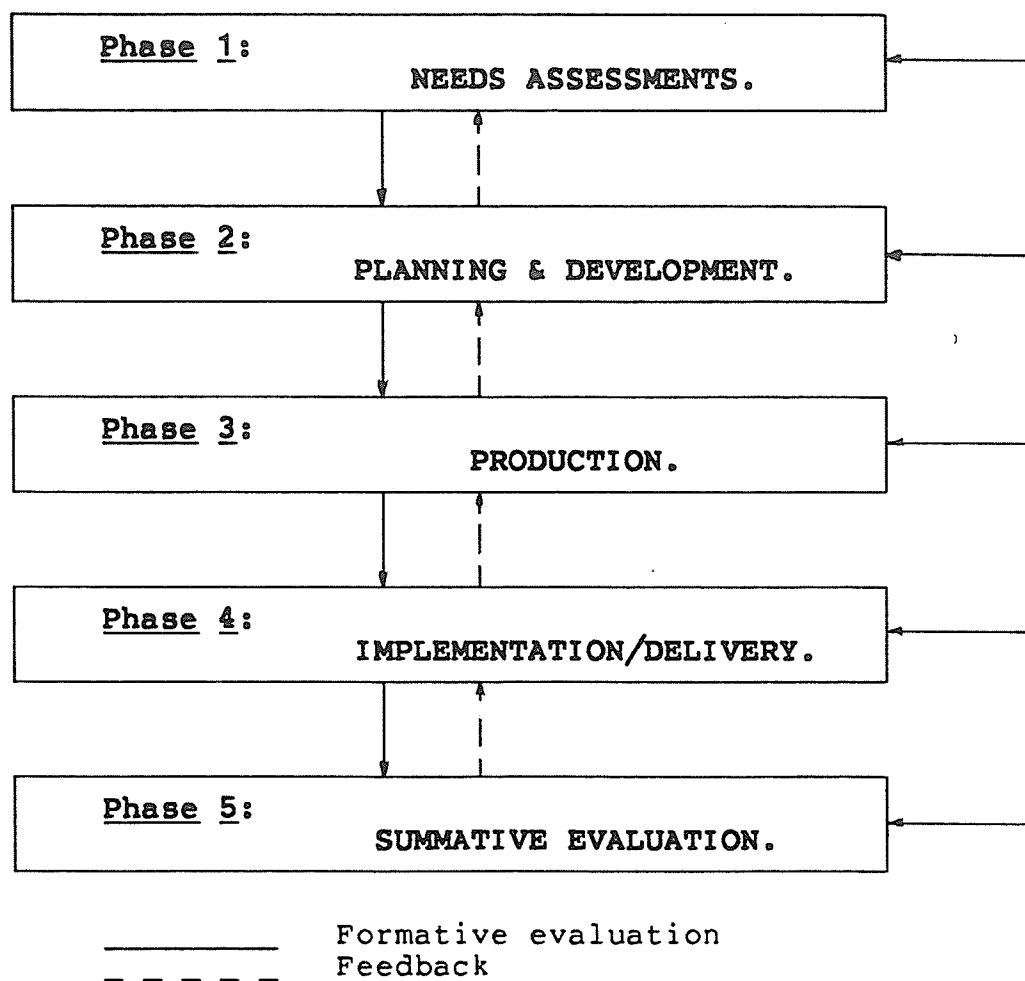 Phase 1:
NEEDS ASSESSMENTS.
Phase 2:
PLANNING & DEVELOPMENT.
Phase 3:
PRODUCTION.
Phase 4:
IMPLEMENTATION/DELIVERY.
Phase 5:
SUMMATIVE EVALUATION.
Formative evaluation
Feedback